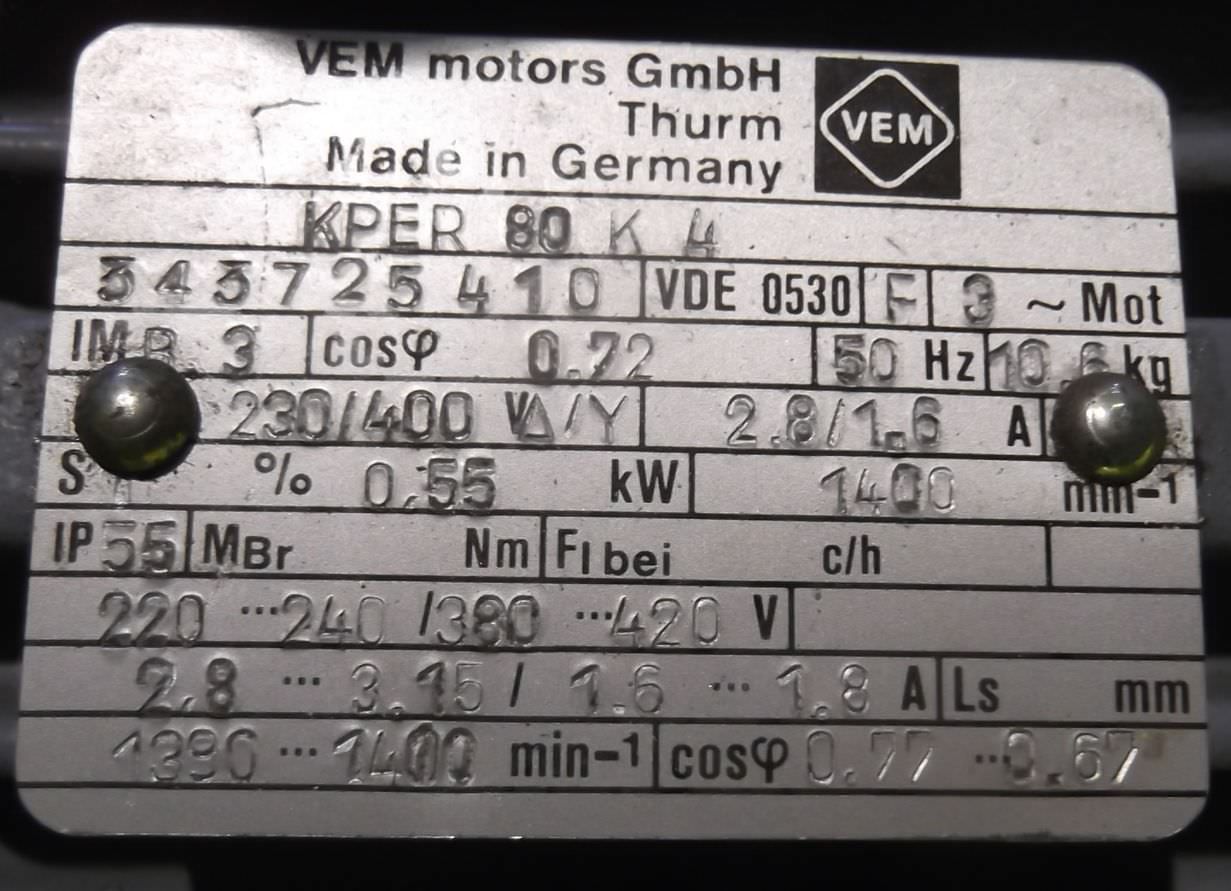 VEM motors GmbH
Thurm
Made in Germany
VEM
KPER 80 K 4
343725410 VDE 0530 F 3 ~ Mot
IM B 3 cosφ 0.72 50 Hz 10.6 kg
230/400 V Δ/Y 2.8/1.6 A
S % 0.55 kW 1400 min-1
IP 55 MBr Nm FI bei c/h
220 ... 240 / 380 ... 420 V
2.8 ... 3.15 / 1.6 ... 1.8 A Ls mm
1390 ... 1400 min-1 cosφ 0.77 ... 0.67